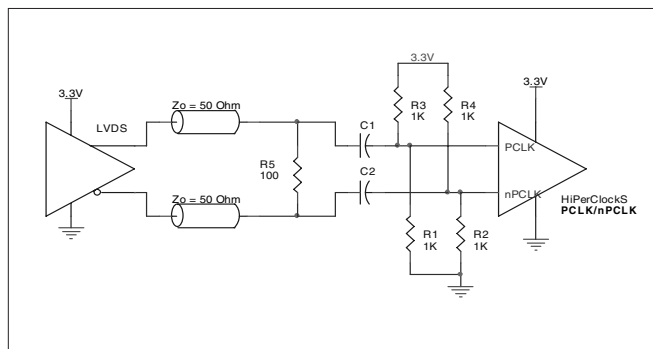 3.3V
3.3V
3.3V
LVDS
Zo = 50 Ohm
C1
R3
1K
R4
1K
PCLK
R5
100
Zo = 50 Ohm
C2
nPCLK
HiPerClockS
PCLK/nPCLK
R1
1K
R2
1K